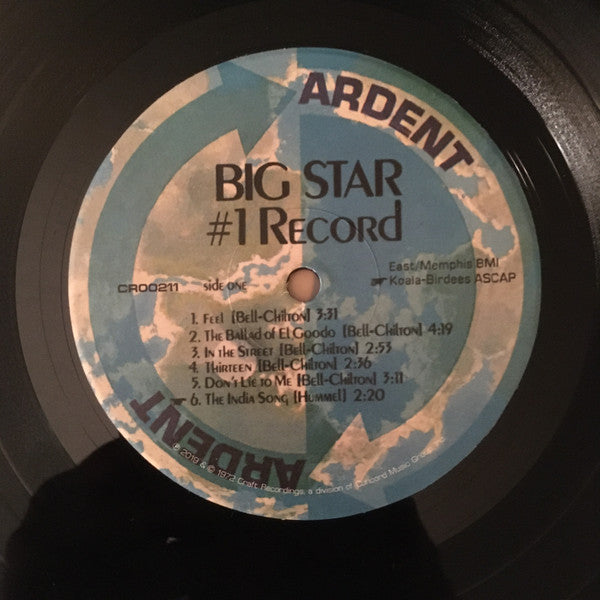 ARDENT
BIG STAR
#1 RECORD
East/Memphis BMI
☛ Koala-Birdees ASCAP
CR00211 side ONE
1. FEEL [BELL-CHILTON] 3:31
2. THE BALLAD OF EL GOODO [BELL-CHILTON] 4:19
3. IN THE STREET [BELL-CHILTON] 2:53
4. THIRTEEN [BELL-CHILTON] 2:36
5. DON'T LIE TO ME [BELL-CHILTON] 3:11
☛ 6. THE INDIA SONG [HUMMEL] 2:20
ARDENT
℗ 2019 & © 1972 Craft Recordings, a division of Concord Music Group, Inc.